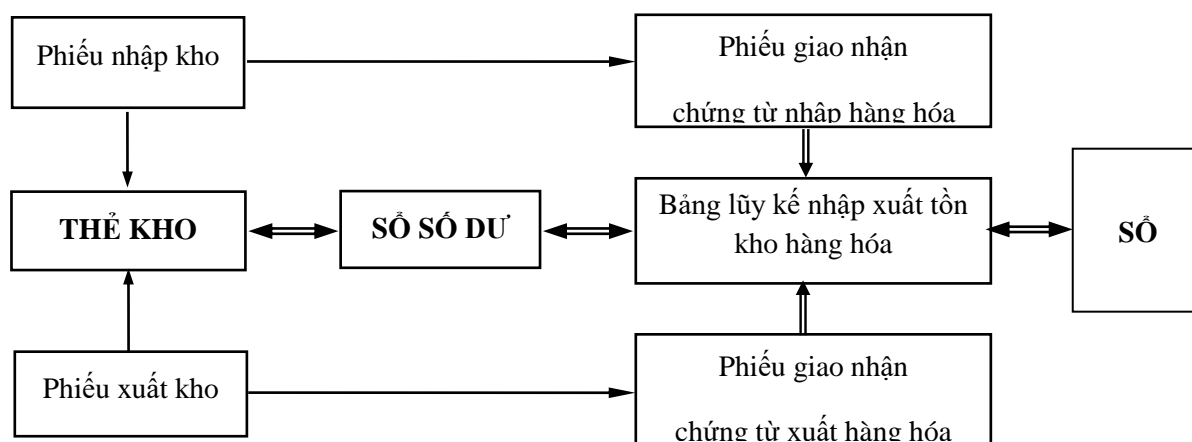 Phiếu nhập kho
Phiếu giao nhận
chứng từ nhập hàng hóa
THẺ KHO
SỔ SỐ DƯ
Bảng lũy kế nhập xuất tồn
kho hàng hóa
SỔ
Phiếu xuất kho
Phiếu giao nhận
chứng từ xuất hàng hóa